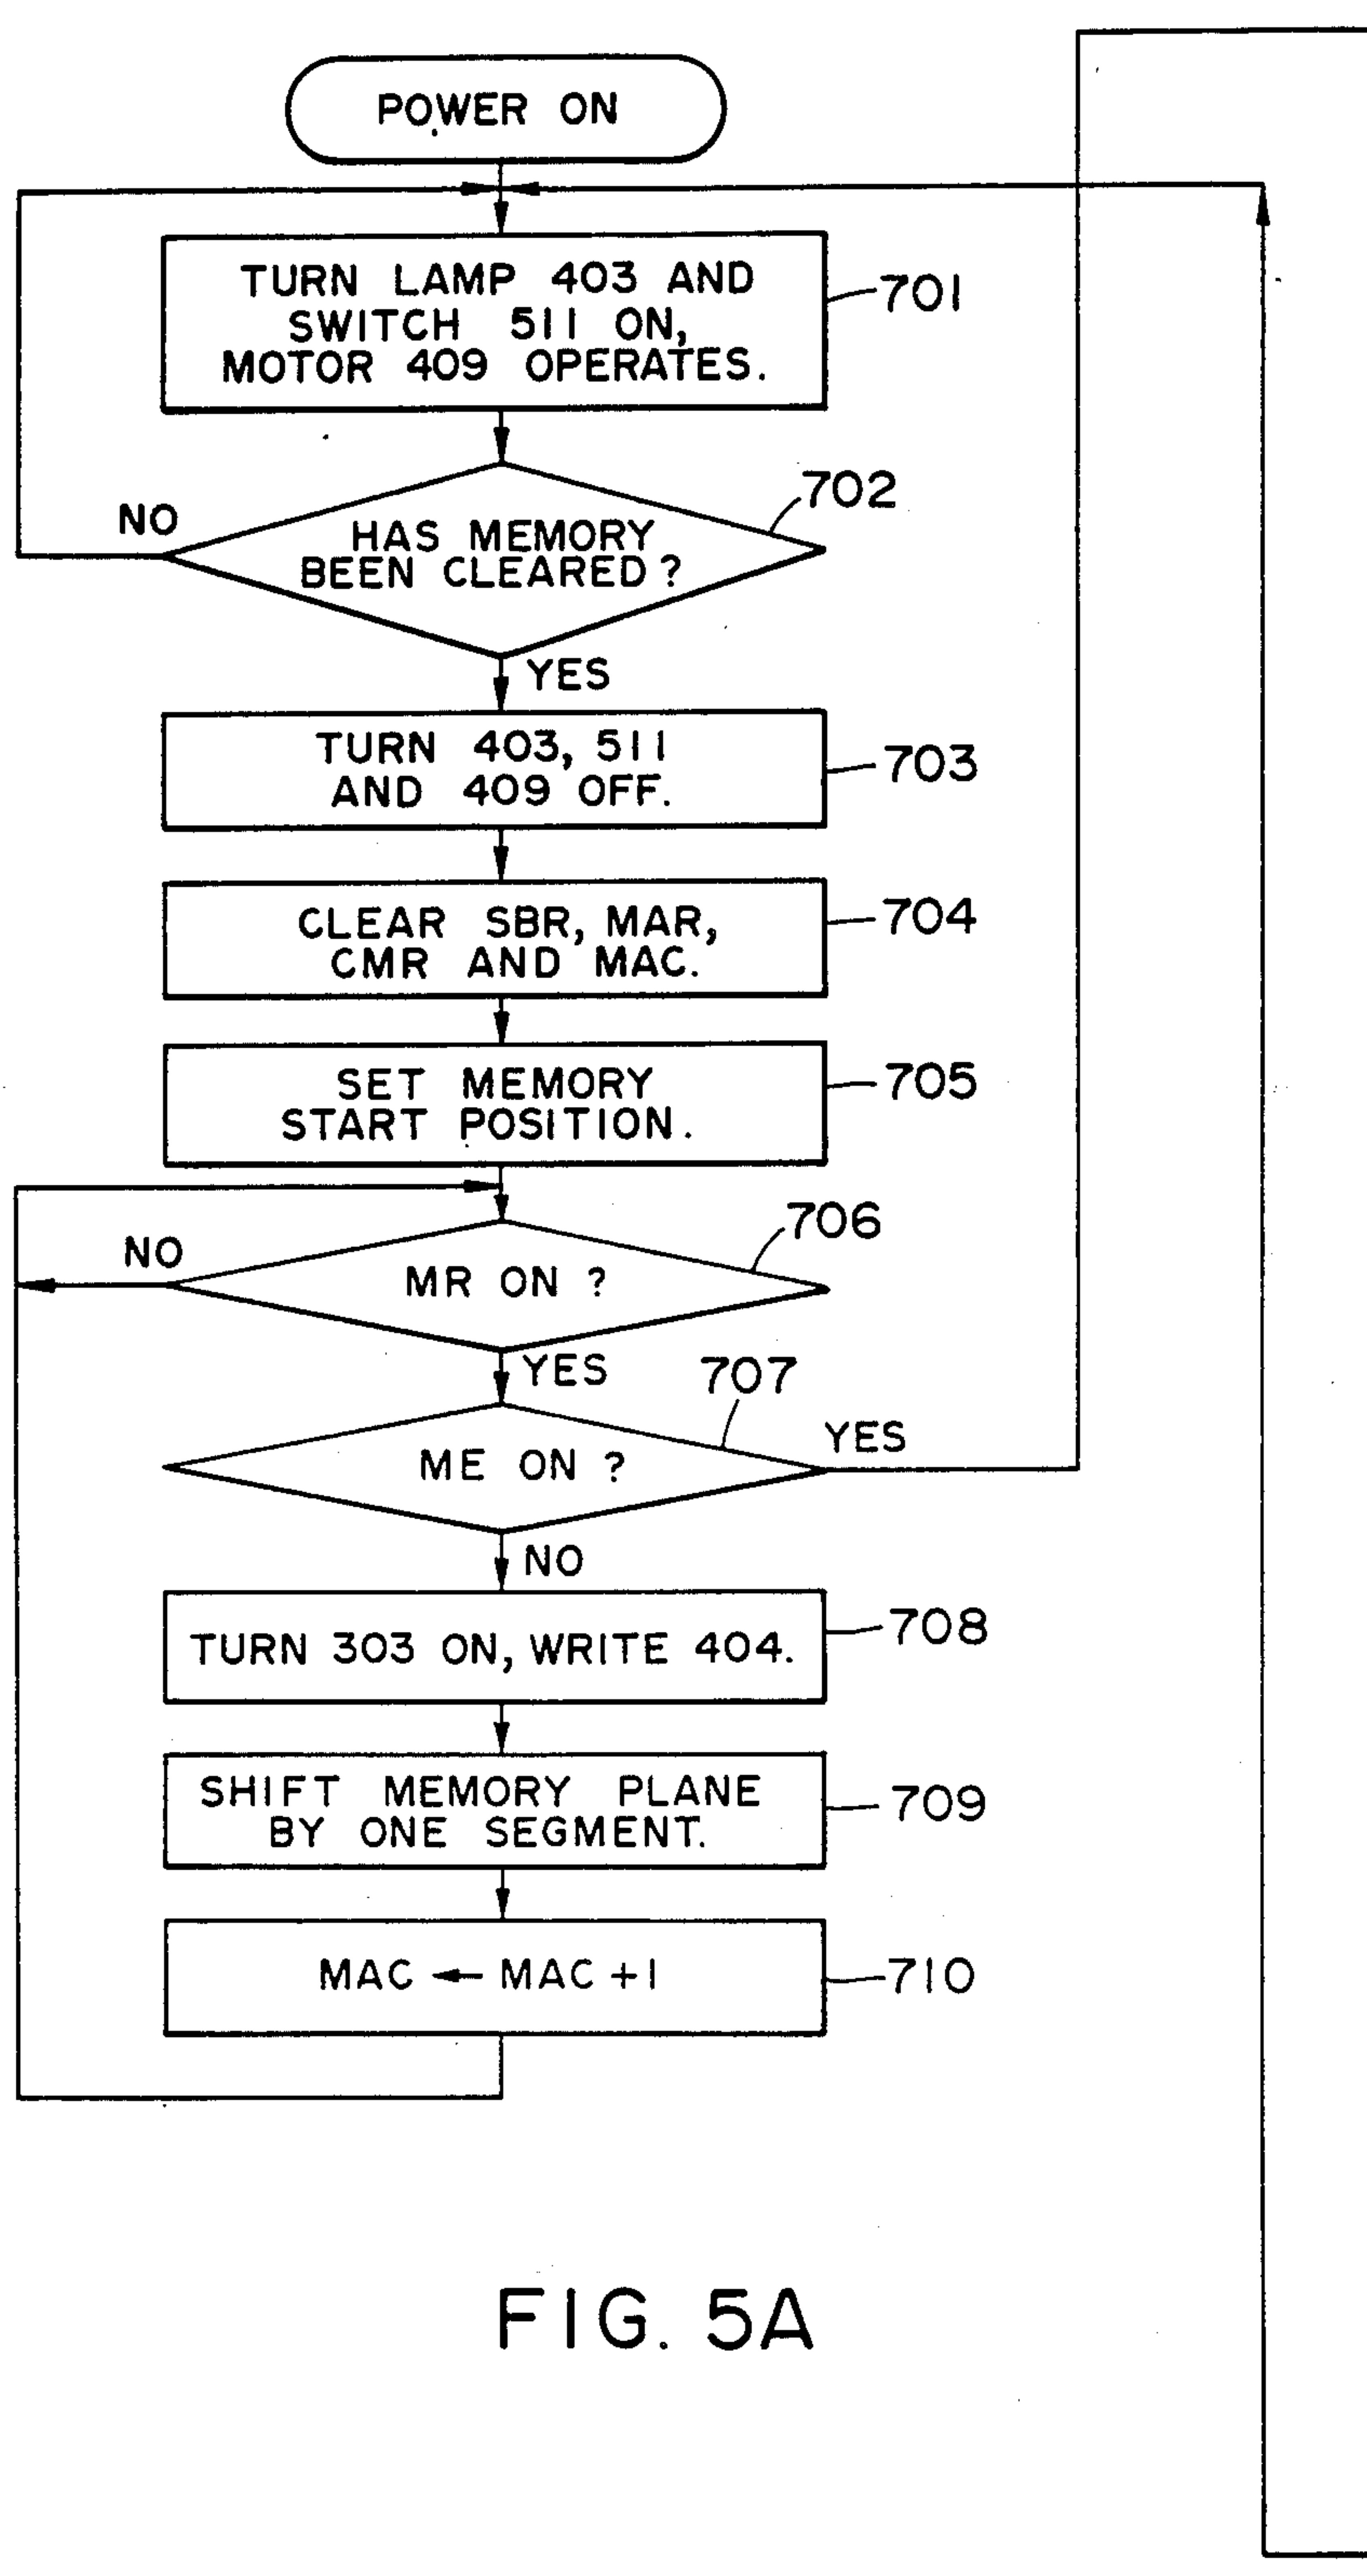 POWER ON
TURN LAMP 403 AND
SWITCH 511 ON,
MOTOR 409 OPERATES.
701
702
NO
HAS MEMORY
BEEN CLEARED?
YES
TURN 403, 511
AND 409 OFF.
703
CLEAR SBR, MAR,
CMR AND MAC.
704
SET MEMORY
START POSITION.
705
706
NO
MR ON ?
YES
707
ME ON ?
YES
NO
TURN 303 ON, WRITE 404.
708
SHIFT MEMORY PLANE
BY ONE SEGMENT.
709
MAC ← MAC +1
710
FIG. 5A